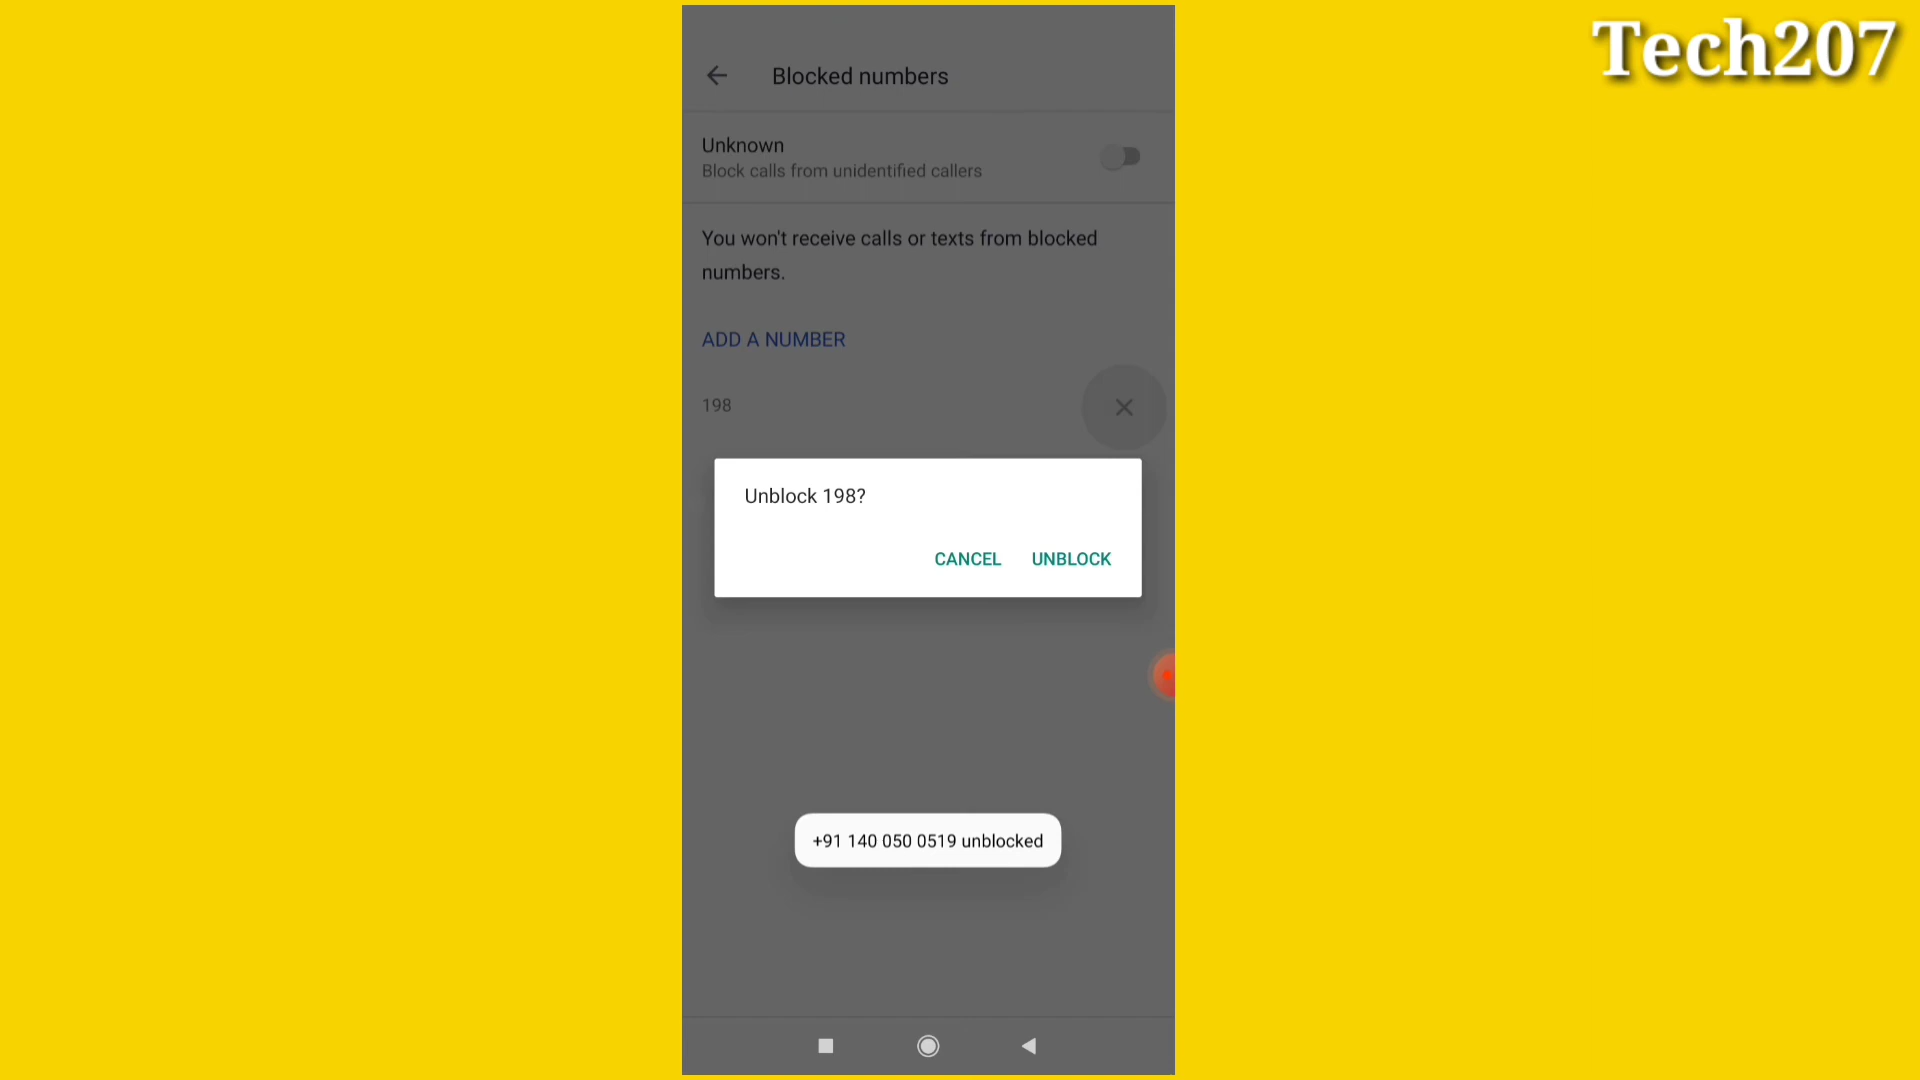 Tech207
Blocked numbers
Unknown
Block calls from unidentified callers
You won't receive calls or texts from blocked
numbers.
ADD A NUMBER
198
Unblock 198?
CANCEL UNBLOCK
+91 140 050 0519 unblocked